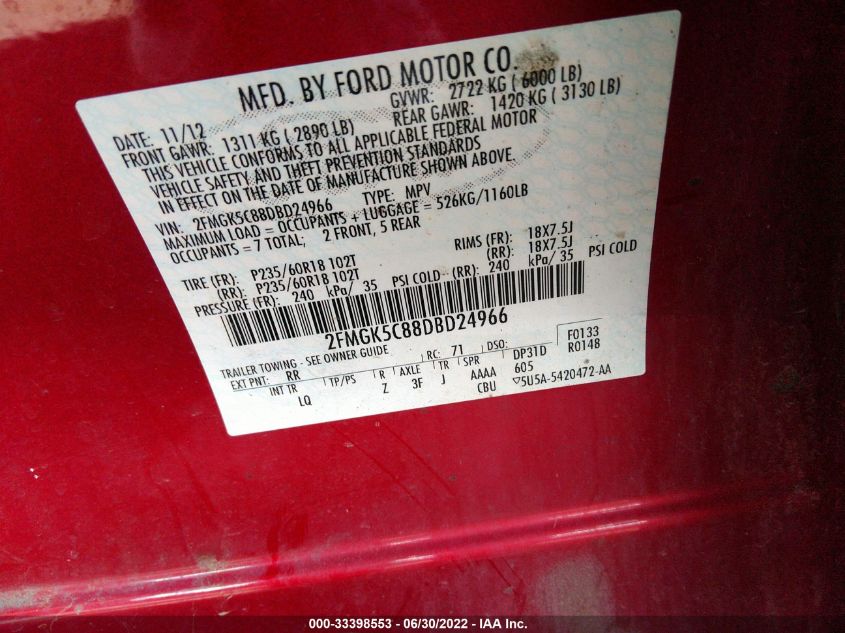 MFD. BY FORD MOTOR CO.
DATE: 11/12 GVWR: 2722 KG ( 6000 LB)
FRONT GAWR: 1311 KG ( 2890 LB) REAR GAWR: 1420 KG ( 3130 LB)
THIS VEHICLE CONFORMS TO ALL APPLICABLE FEDERAL MOTOR
VEHICLE SAFETY AND THEFT PREVENTION STANDARDS
IN EFFECT ON THE DATE OF MANUFACTURE SHOWN ABOVE.
VIN: 2FMGK5C88DBD24966 TYPE: MPV
MAXIMUM LOAD = OCCUPANTS + LUGGAGE = 526KG/1160LB
OCCUPANTS = 7 TOTAL; 2 FRONT, 5 REAR
TIRE (FR): P235/60R18 102T RIMS (FR): 18X7.5J
(RR): P235/60R18 102T (RR): 18X7.5J
PRESSURE (FR): 240 kPa/ 35 PSI COLD (RR): 240 kPa/ 35 PSI COLD
2FMGK5C88DBD24966
TRAILER TOWING - SEE OWNER GUIDE
EXT PNT: RR RC: 71 DSO: F0133
INT TR TP/PS R AXLE TR SPR DP31D R0148
LQ Z 3F J AAAA 605
CBU ▽5U5A-5420472-AA
000-33398553 - 06/30/2022 - IAA Inc.